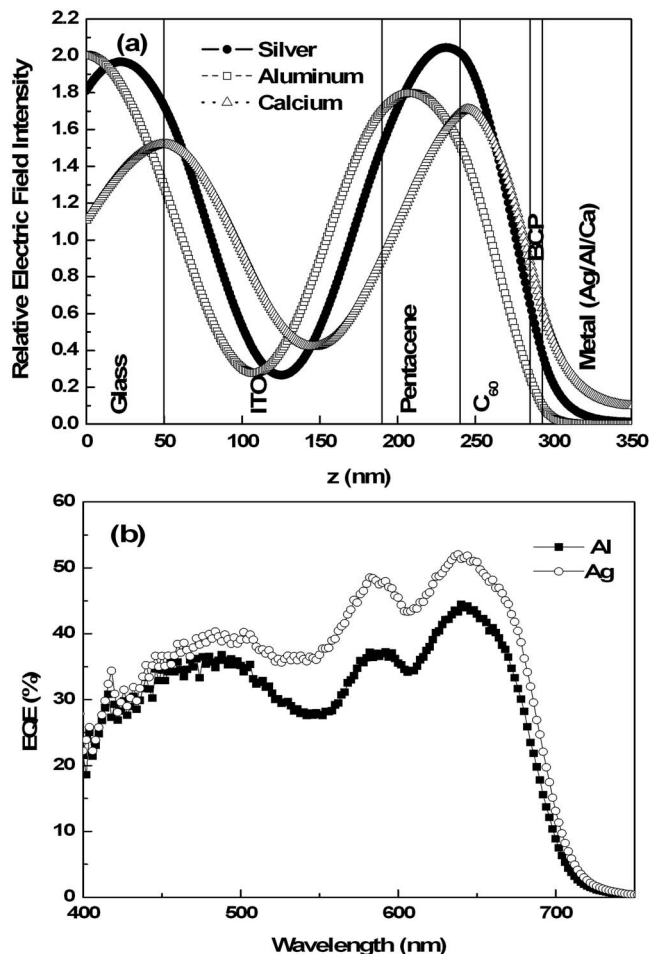 (a)
Silver
Aluminum
Calcium
Relative Electric Field Intensity
2.2
2.0
1.8
1.6
1.4
1.2
1.0
0.8
0.6
0.4
0.2
0.0
Glass
ITO
Pentacene
C60
BCP
Metal (Ag/Al/Ca)
0 50 100 150 200 250 300 350
z (nm)
(b)
Al
Ag
EQE (%)
60
50
40
30
20
10
0
400 500 600 700
Wavelength (nm)